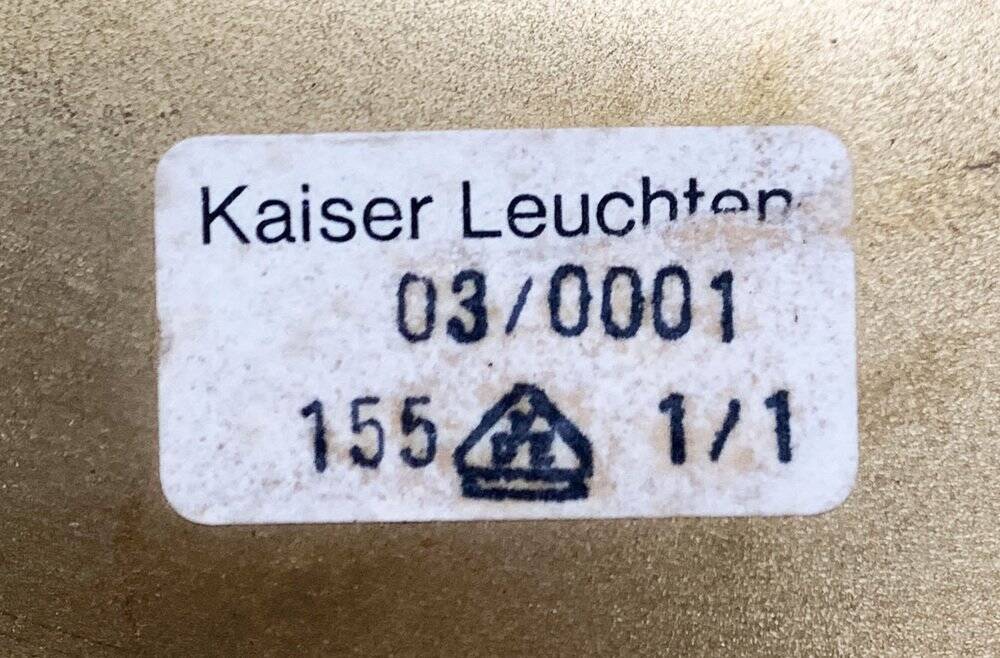 Kaiser Leuchten
03/0001
155 1/1